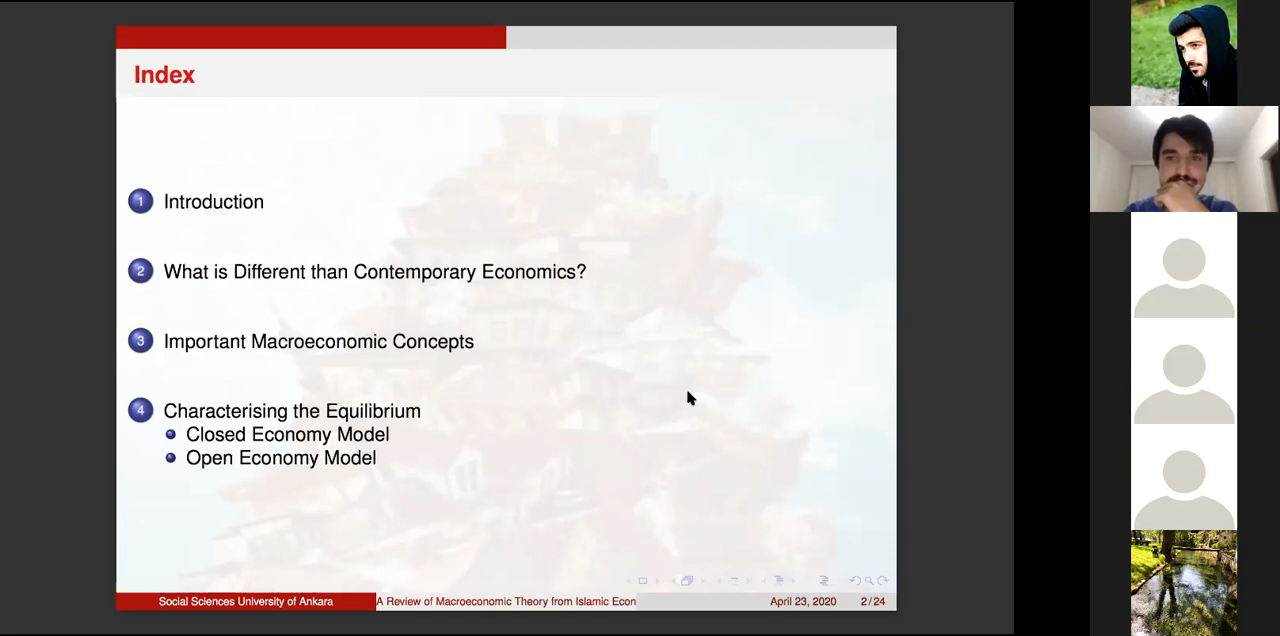 Index
1 Introduction
2 What is Different than Contemporary Economics?
3 Important Macroeconomic Concepts
4 Characterising the Equilibrium
Closed Economy Model
Open Economy Model
Social Sciences University of Ankara A Review of Macroeconomic Theory from Islamic Econ April 23, 2020 2/24